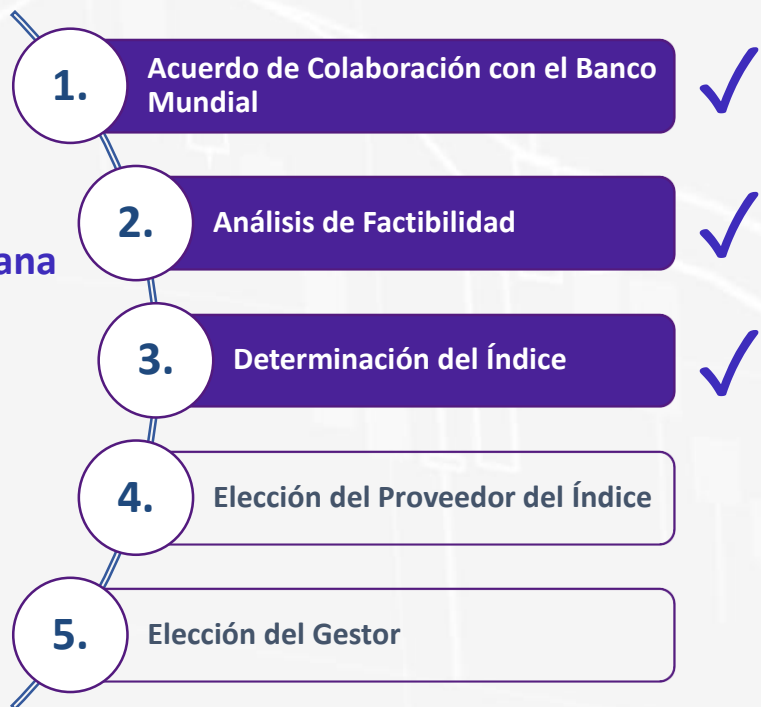 1.
Acuerdo de Colaboración con el Banco
Mundial
2.
Análisis de Factibilidad
ana
3.
Determinación del Índice
4.
Elección del Proveedor del Índice
5.
Elección del Gestor